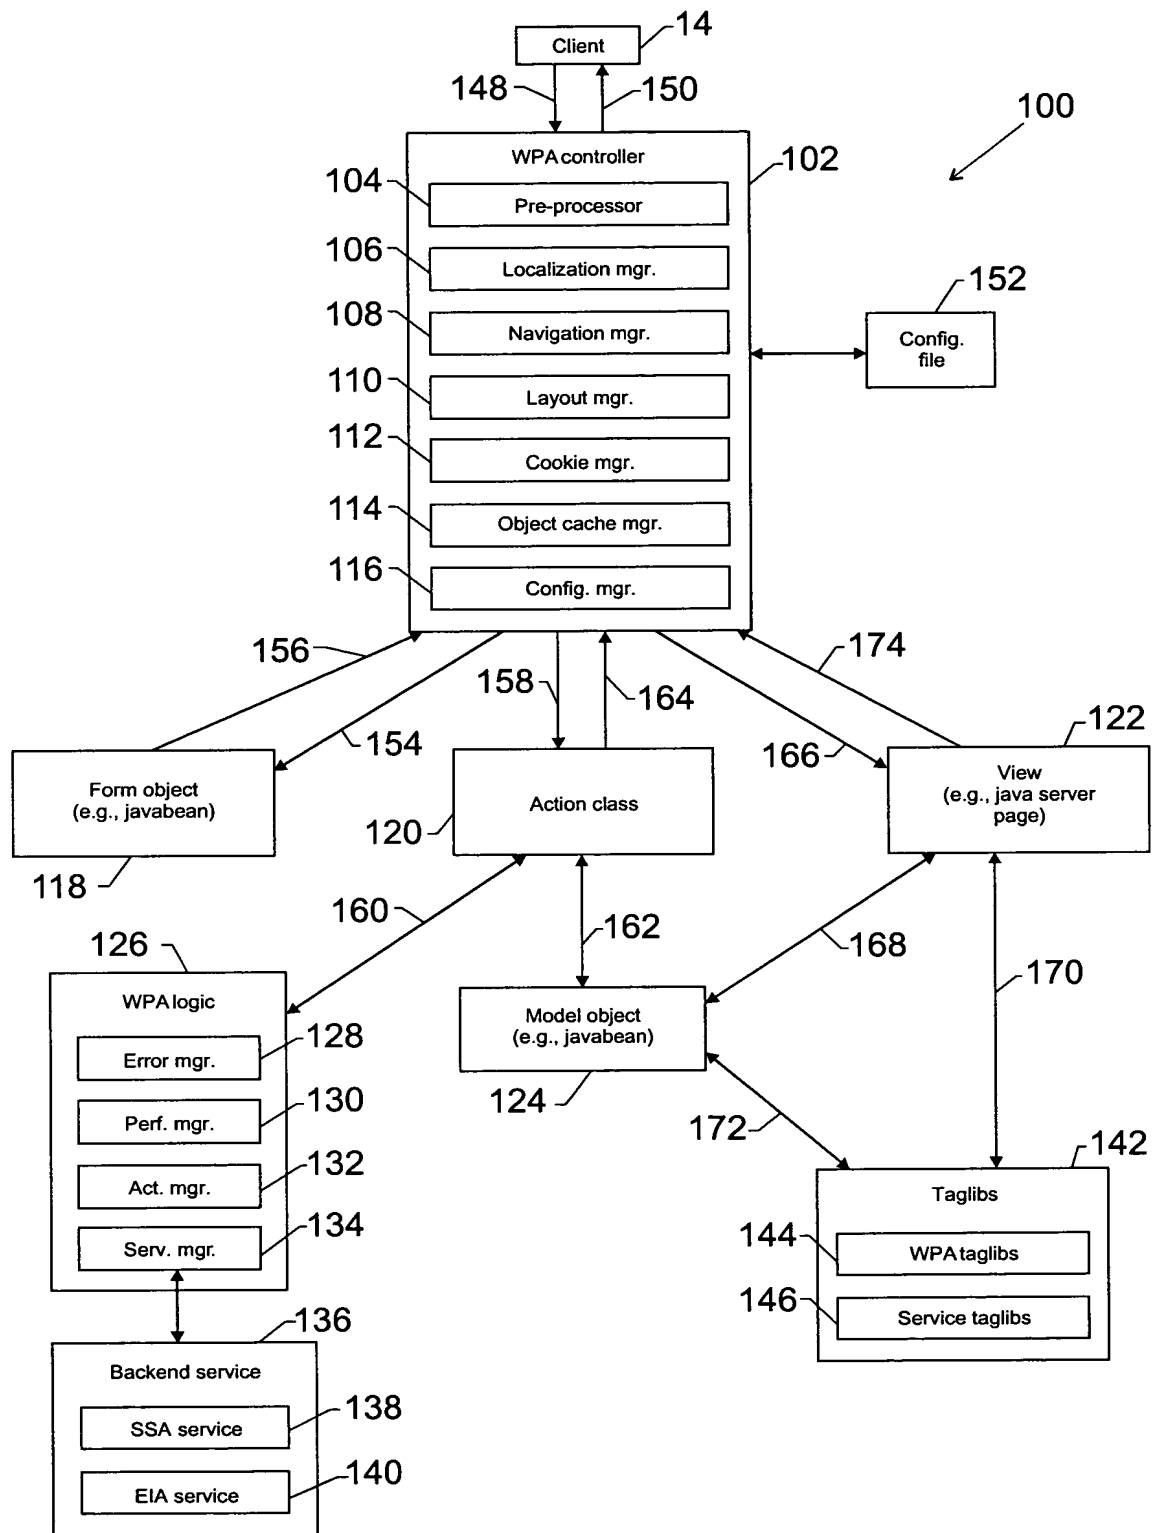 14
Client
148
150
100
WPA controller
102
104
Pre-processor
106
Localization mgr.
152
108
Navigation mgr.
Config.
file
110
Layout mgr.
112
Cookie mgr.
114
Object cache mgr.
116
Config. mgr.
156
174
158
164
122
154
166
Form object
(e.g., javabean)
Action class
View
(e.g., java server
page)
120
118
160
162
168
126
170
WPA logic
Model object
(e.g., javabean)
128
Error mgr.
124
130
Perf. mgr.
172
142
132
Act. mgr.
Taglibs
134
Serv. mgr.
144
WPA taglibs
146
Service taglibs
136
Backend service
138
SSA service
140
EIA service